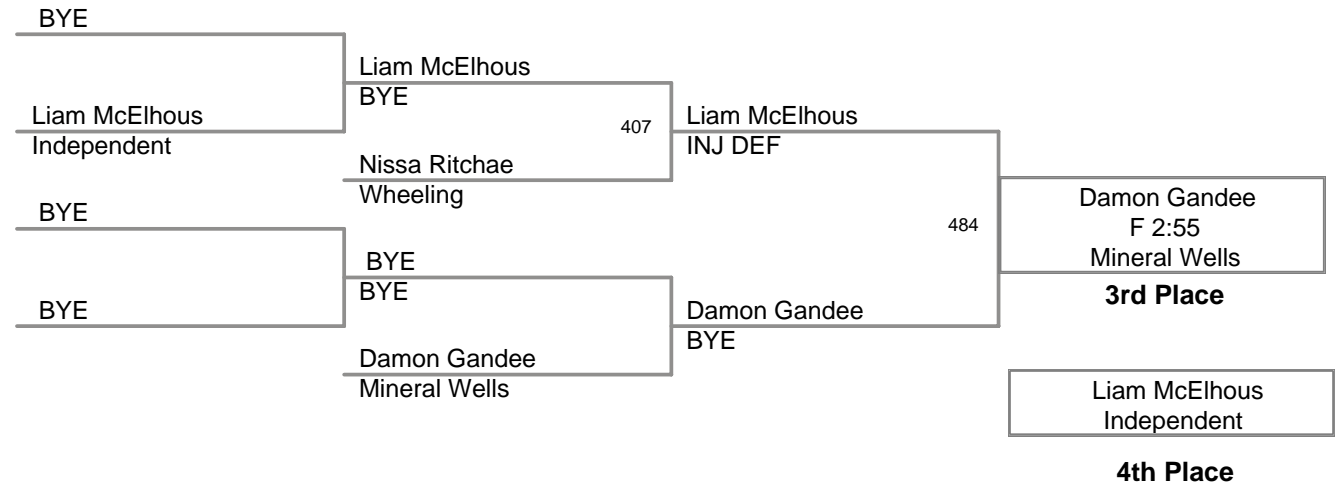 BYE
Liam McElhous
BYE
Liam McElhous
Independent
407
Liam McElhous
INJ DEF
Nissa Ritchae
Wheeling
BYE
484
Damon Gandee
F 2:55
Mineral Wells
3rd Place
BYE
BYE
BYE
Damon Gandee
BYE
Damon Gandee
Mineral Wells
Liam McElhous
Independent
4th Place